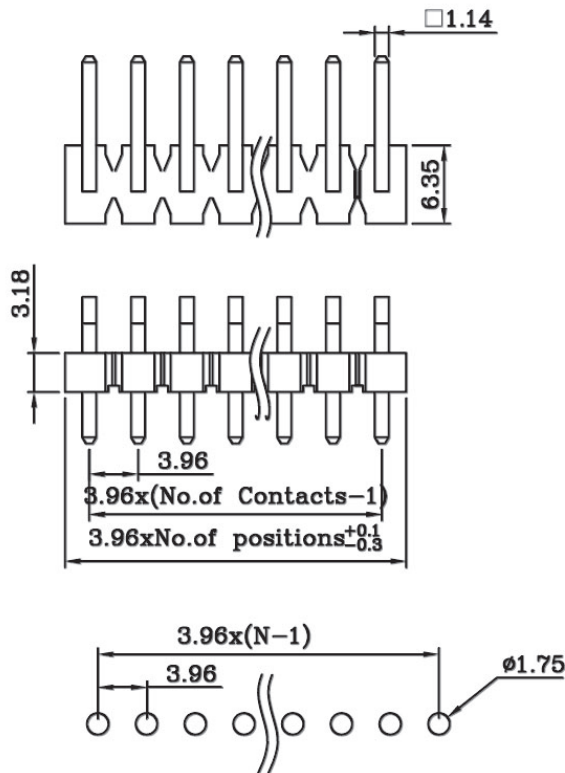 □1.14
6.35
3.18
3.96
3.96x(No.of Contacts-1)
3.96xNo.of positions+0.1
-0.3
3.96x(N-1)
3.96
ø1.75